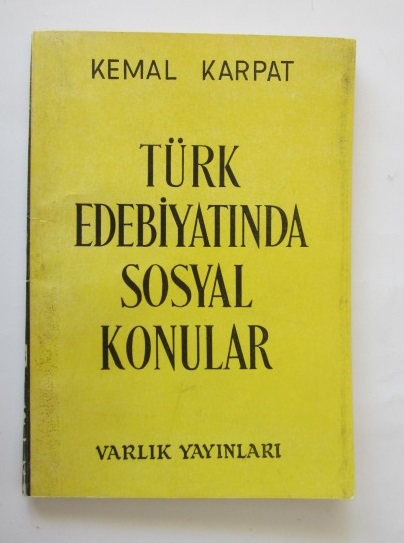 KEMAL KARPAT
TÜRK
EDEBİYATINDA
SOSYAL
KONULAR
VARLIK YAYINLARI